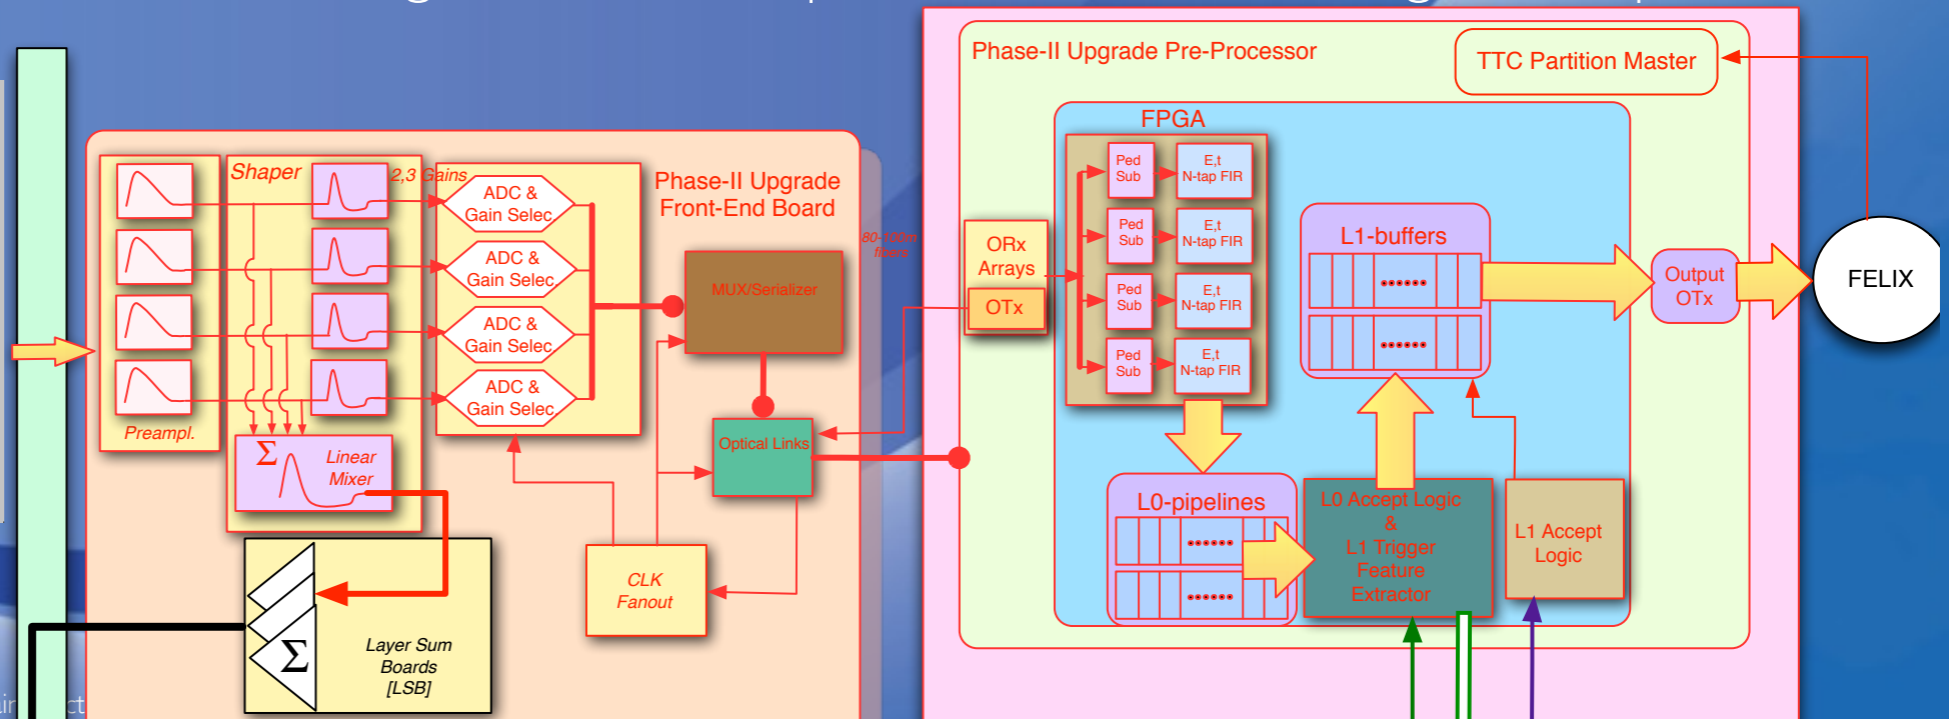 Phase-II Upgrade Pre-Processor
TTC Partition Master
FPGA
Shaper
2,3 Gains
ADC &
Gain Selec
ADC &
Gain Selec
ADC &
Gain Selec
ADC &
Gain Selec
Phase-II Upgrade
Front-End Board
80-100m
fibers
MUX/Serializer
Optical Links
Preampl.
Σ
Linear
Mixer
CLK
Fanout
Σ
Layer Sum
Boards
[LSB]
ORx
Arrays
OTx
Ped
Sub
E,t
N-tap FIR
Ped
Sub
E,t
N-tap FIR
Ped
Sub
E,t
N-tap FIR
Ped
Sub
E,t
N-tap FIR
L1-buffers
Output
OTx
FELIX
L0-pipelines
L0 Accept Logic
&
L1 Trigger
Feature
Extractor
L1 Accept
Logic